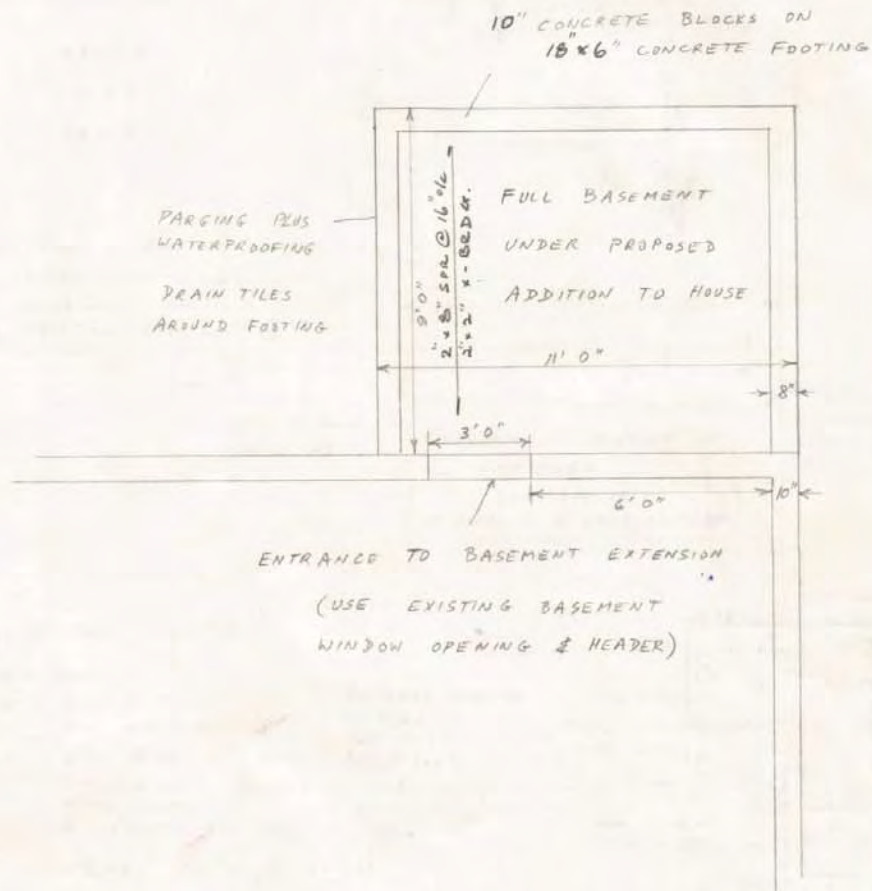 10" CONCRETE BLOCKS ON
18"x6" CONCRETE FOOTING
PARGING PLUS
WATERPROOFING
DRAIN TILES
AROUND FOOTING
9'0"
2"x8" SPR @ 16" o/c
2"x2" x-BRDG.
FULL BASEMENT
UNDER PROPOSED
ADDITION TO HOUSE
11' 0"
8"
3'0"
6' 0"
10"
ENTRANCE TO BASEMENT EXTENSION
(USE EXISTING BASEMENT
WINDOW OPENING & HEADER)